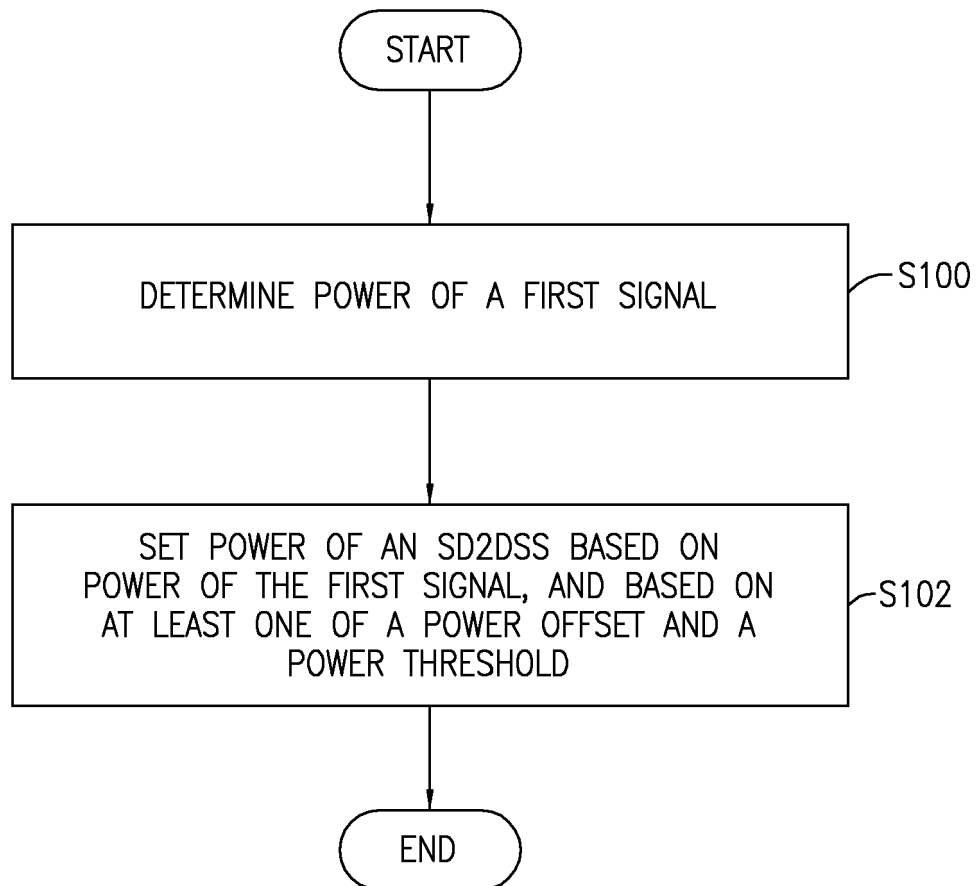 START
DETERMINE POWER OF A FIRST SIGNAL
S100
SET POWER OF AN SD2DSS BASED ON
POWER OF THE FIRST SIGNAL, AND BASED ON
AT LEAST ONE OF A POWER OFFSET AND A
POWER THRESHOLD
S102
END